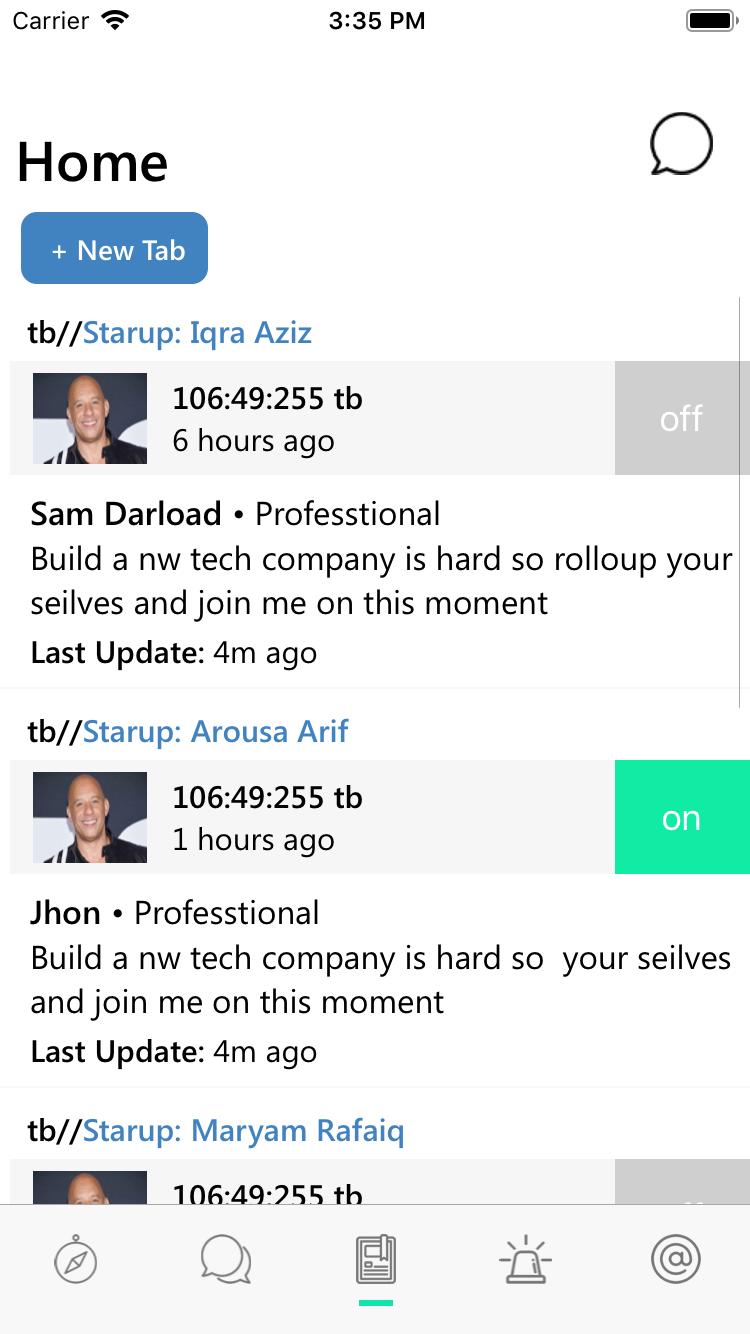 Carrier 3:35 PM
Home
+ New Tab
tb//Starup: Iqra Aziz
106:49:255 tb
off
6 hours ago
Sam Darload • Professtional
Build a nw tech company is hard so rolloup your
seilves and join me on this moment
Last Update: 4m ago
tb//Starup: Arousa Arif
106:49:255 tb
on
1 hours ago
Jhon • Professtional
Build a nw tech company is hard so  your seilves
and join me on this moment
Last Update: 4m ago
tb//Starup: Maryam Rafaiq
106:49:255 tb